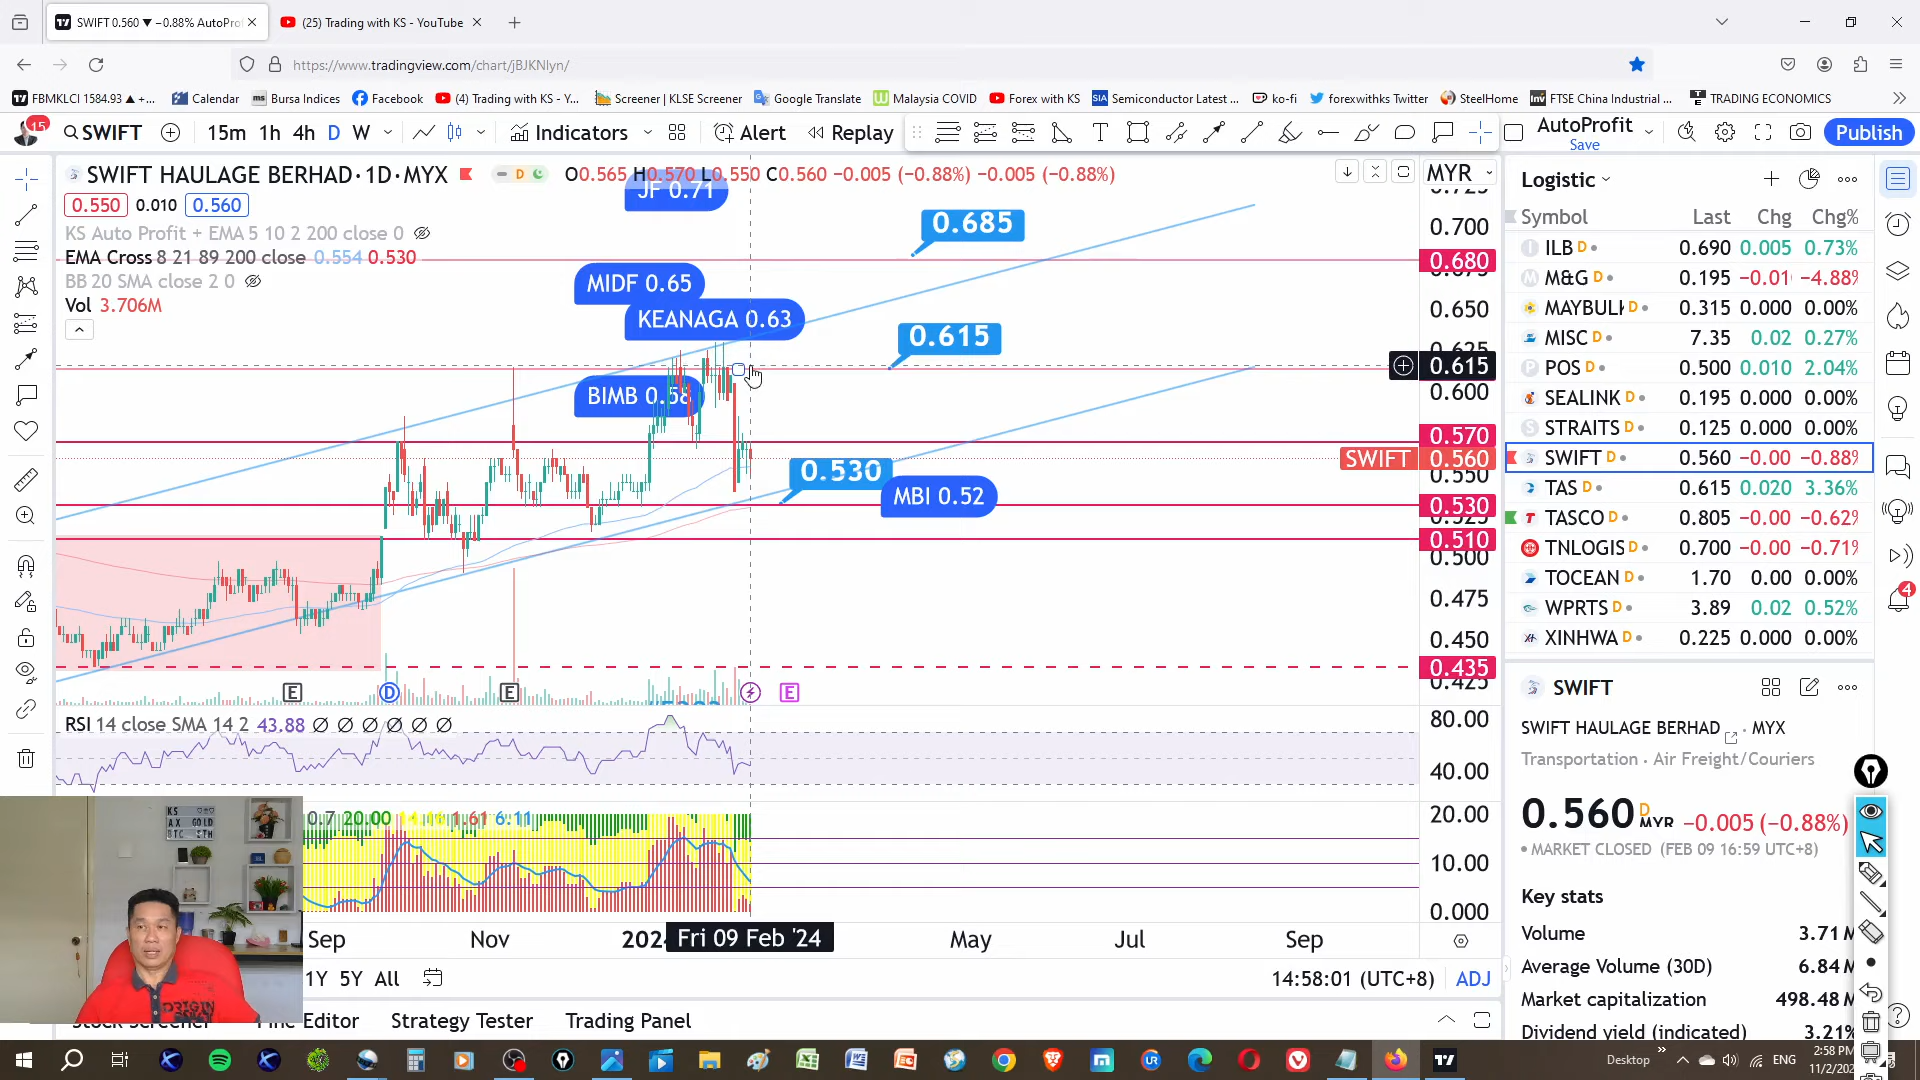 SWIFT 0.560 ▼ −0.88% AutoPro
(25) Trading with KS - YouTube
https://www.tradingview.com/chart/jBJKNlyn/
FBMKLCI 1584.93 ▲ +...
Calendar
Bursa Indices
Facebook
(4) Trading with KS - Y...
Screener | KLSE Screener
Google Translate
Malaysia COVID
Forex with KS
Semiconductor Latest ...
ko-fi
forexwithks Twitter
SteelHome
FTSE China Industrial ...
TRADING ECONOMICS
15
SWIFT
15m 1h 4h D W
Indicators
Alert
Replay
AutoProfit
Save
Publish
SWIFT HAULAGE BERHAD · 1D · MYX
D
O0.565 H0.570 L0.550 C0.560 −0.005 (−0.88%) −0.005 (−0.88%)
0.550 0.010 0.560
KS Auto Profit + EMA 5 10 2 200 close 0
EMA Cross 8 21 89 200 close 0.554 0.530
BB 20 SMA close 2 0
Vol 3.706M
JF 0.71
MIDF 0.65
KEANAGA 0.63
BIMB 0.58
MBI 0.52
0.685
0.615
0.530
MYR
0.725
0.700
0.680
0.675
0.650
0.625
0.615
0.600
0.570
SWIFT 0.560
0.550
0.530
0.525
0.510
0.500
0.475
0.450
0.435
0.425
E D E E
RSI 14 close SMA 14 2 43.88 Ø Ø Ø Ø Ø Ø
80.00
40.00
0.7 20.00 14.16 1.61 6.11
20.00
10.00
0.000
Sep Nov 2024 Fri 09 Feb '24 May Jul Sep
1Y 5Y All
14:58:01 (UTC+8) ADJ
Stock Screener
Editor
Strategy Tester
Trading Panel
Logistic
Symbol Last Chg Chg%
ILB D 0.690 0.005 0.73%
M&G D 0.195 −0.01 −4.88%
MAYBULK D 0.315 0.000 0.00%
MISC D 7.35 0.02 0.27%
POS D 0.500 0.010 2.04%
SEALINK D 0.195 0.000 0.00%
STRAITS D 0.125 0.000 0.00%
SWIFT D 0.560 −0.00 −0.88%
TAS D 0.615 0.020 3.36%
TASCO D 0.805 −0.00 −0.62%
TNLOGIS D 0.700 −0.00 −0.71%
TOCEAN D 1.70 0.00 0.00%
WPRTS D 3.89 0.02 0.52%
XINHWA D 0.225 0.000 0.00%
SWIFT
SWIFT HAULAGE BERHAD · MYX
Transportation · Air Freight/Couriers
0.560 D MYR −0.005 (−0.88%)
MARKET CLOSED (FEB 09 16:59 UTC+8)
Key stats
Volume 3.71 M
Average Volume (30D) 6.84 M
Market capitalization 498.48 M
Dividend yield (indicated) 3.21%
4
KS
AX GOLD
BTC ETH
ORIGIN
Desktop
ENG
2:58 PM
11/2/202